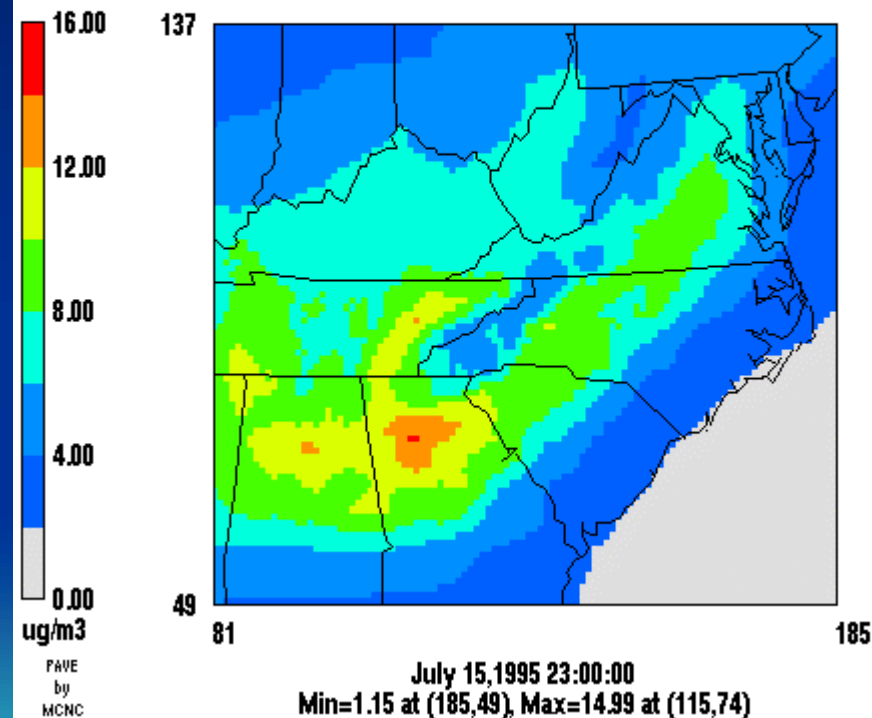 16.00
12.00
8.00
4.00
0.00
ug/m3
PAVE
by
MCNC
137
49
81
185
July 15,1995 23:00:00
Min=1.15 at (185,49), Max=14.99 at (115,74)